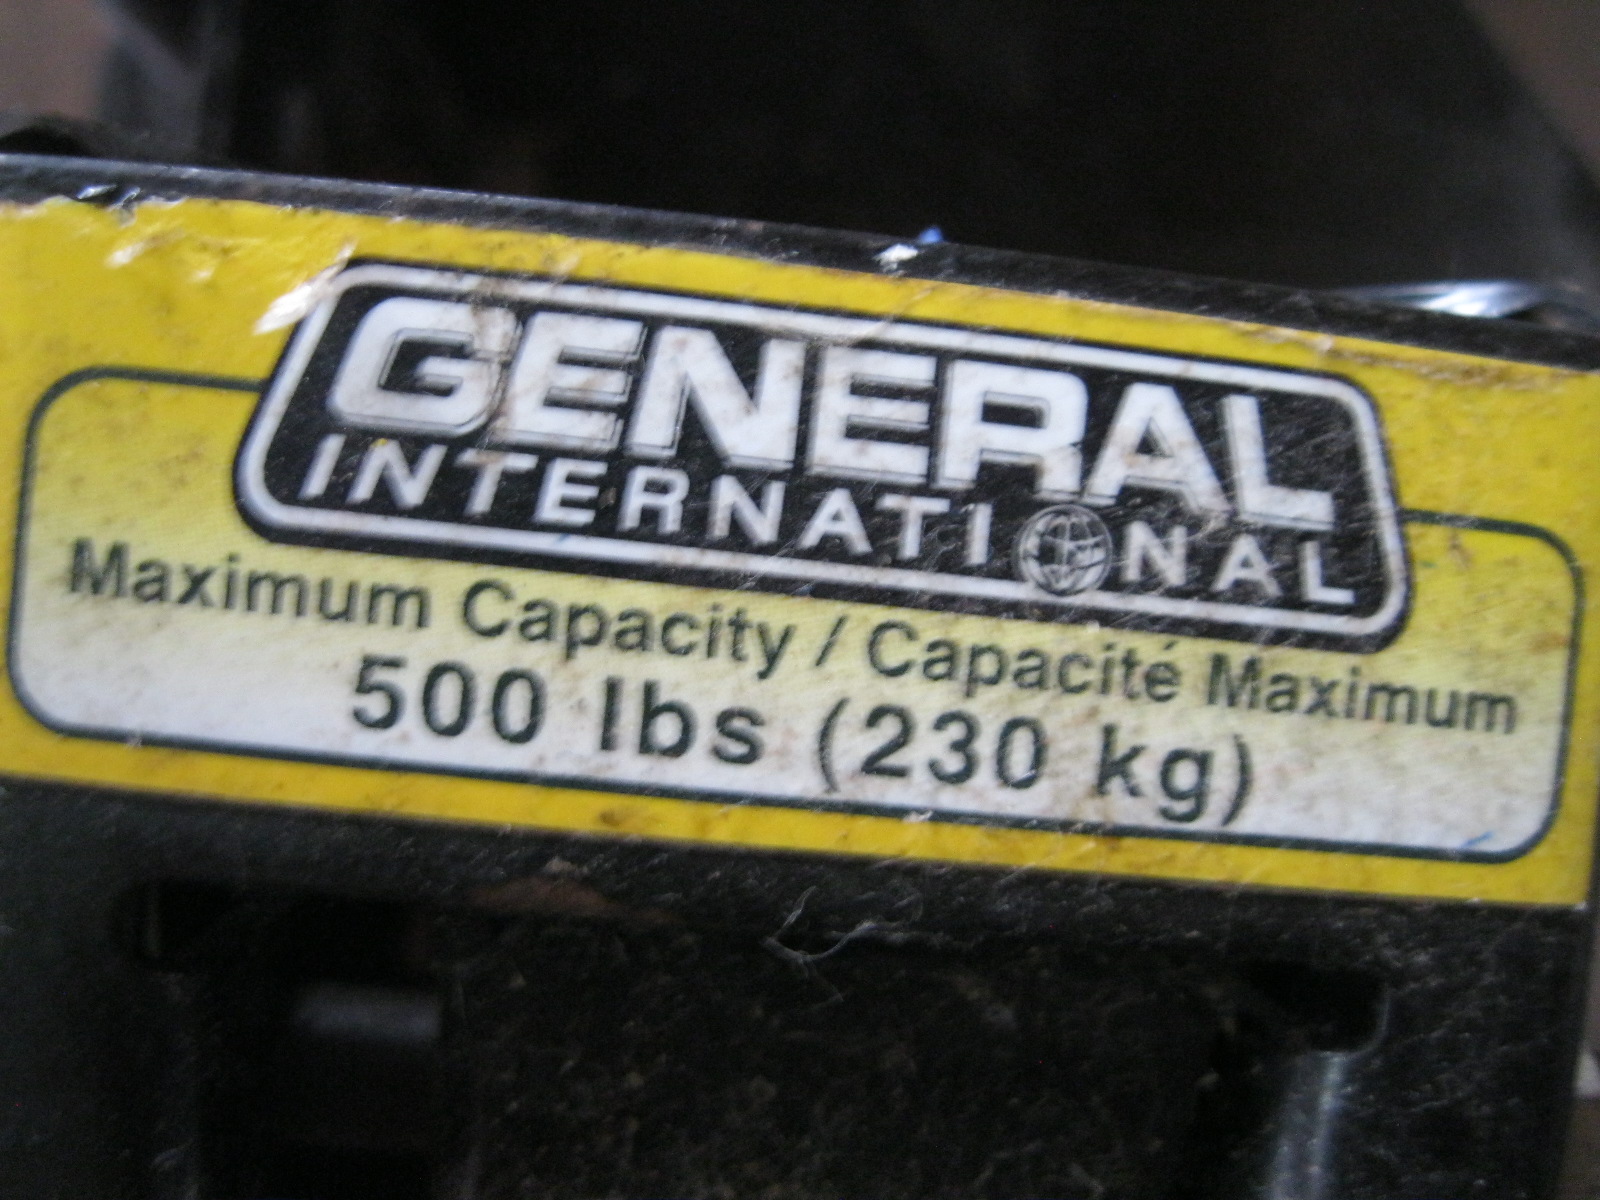 GENERAL
INTERNATIONAL
Maximum Capacity / Capacité Maximum
500 lbs (230 kg)